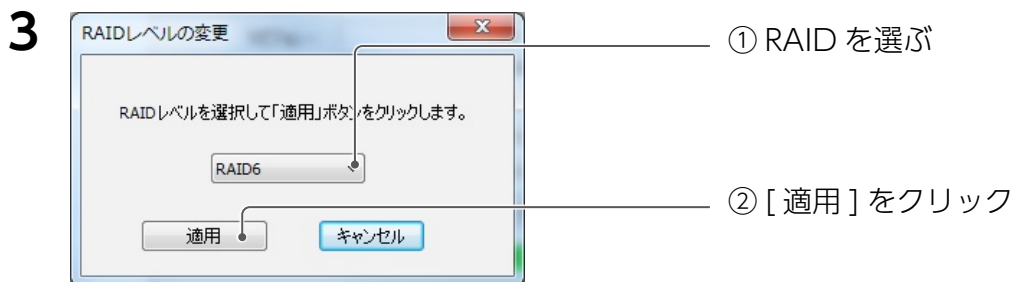 3
RAIDレベルの変更
① RAID を選ぶ
RAIDレベルを選択して「適用」ボタンをクリックします。
RAID6
② [ 適用 ] をクリック
適用
キャンセル